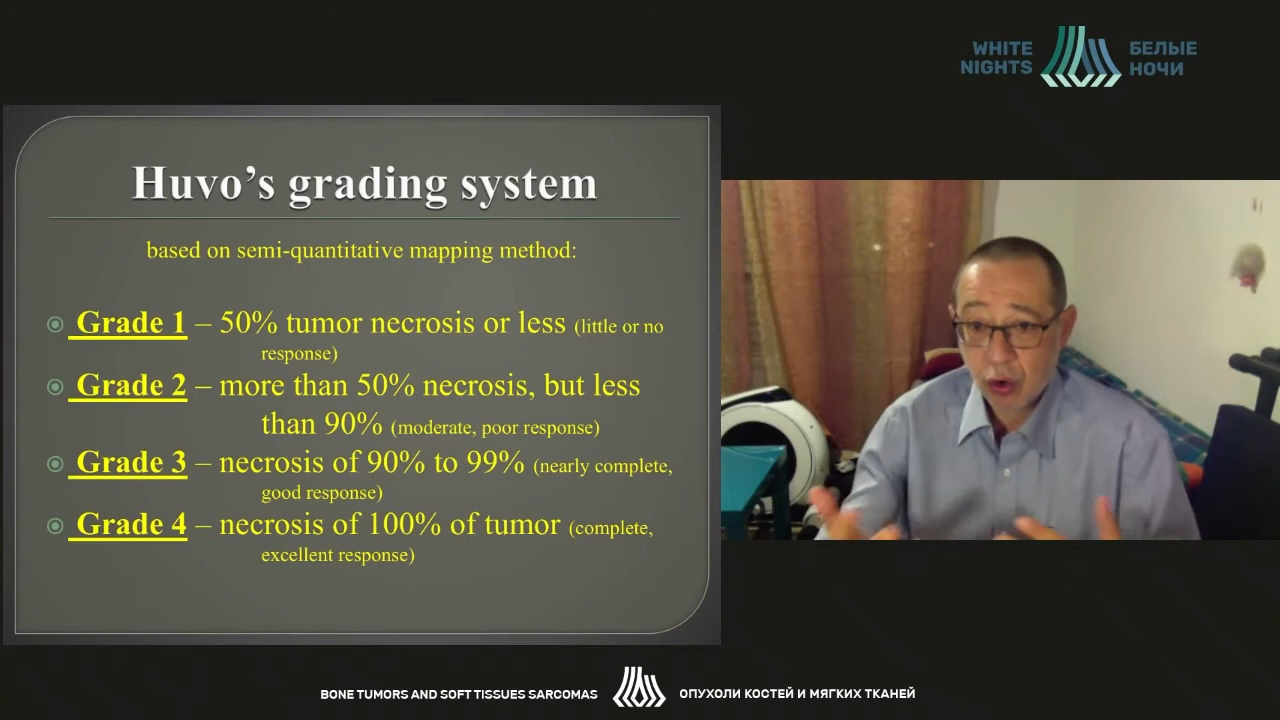 WHITE
NIGHTS
БЕЛЫЕ
НОЧИ
Huvo’s grading system
based on semi-quantitative mapping method:
Grade 1 – 50% tumor necrosis or less (little or no
response)
Grade 2 – more than 50% necrosis, but less
than 90% (moderate, poor response)
Grade 3 – necrosis of 90% to 99% (nearly complete,
good response)
Grade 4 – necrosis of 100% of tumor (complete,
excellent response)
BONE TUMORS AND SOFT TISSUES SARCOMAS
ОПУХОЛИ КОСТЕЙ И МЯГКИХ ТКАНЕЙ